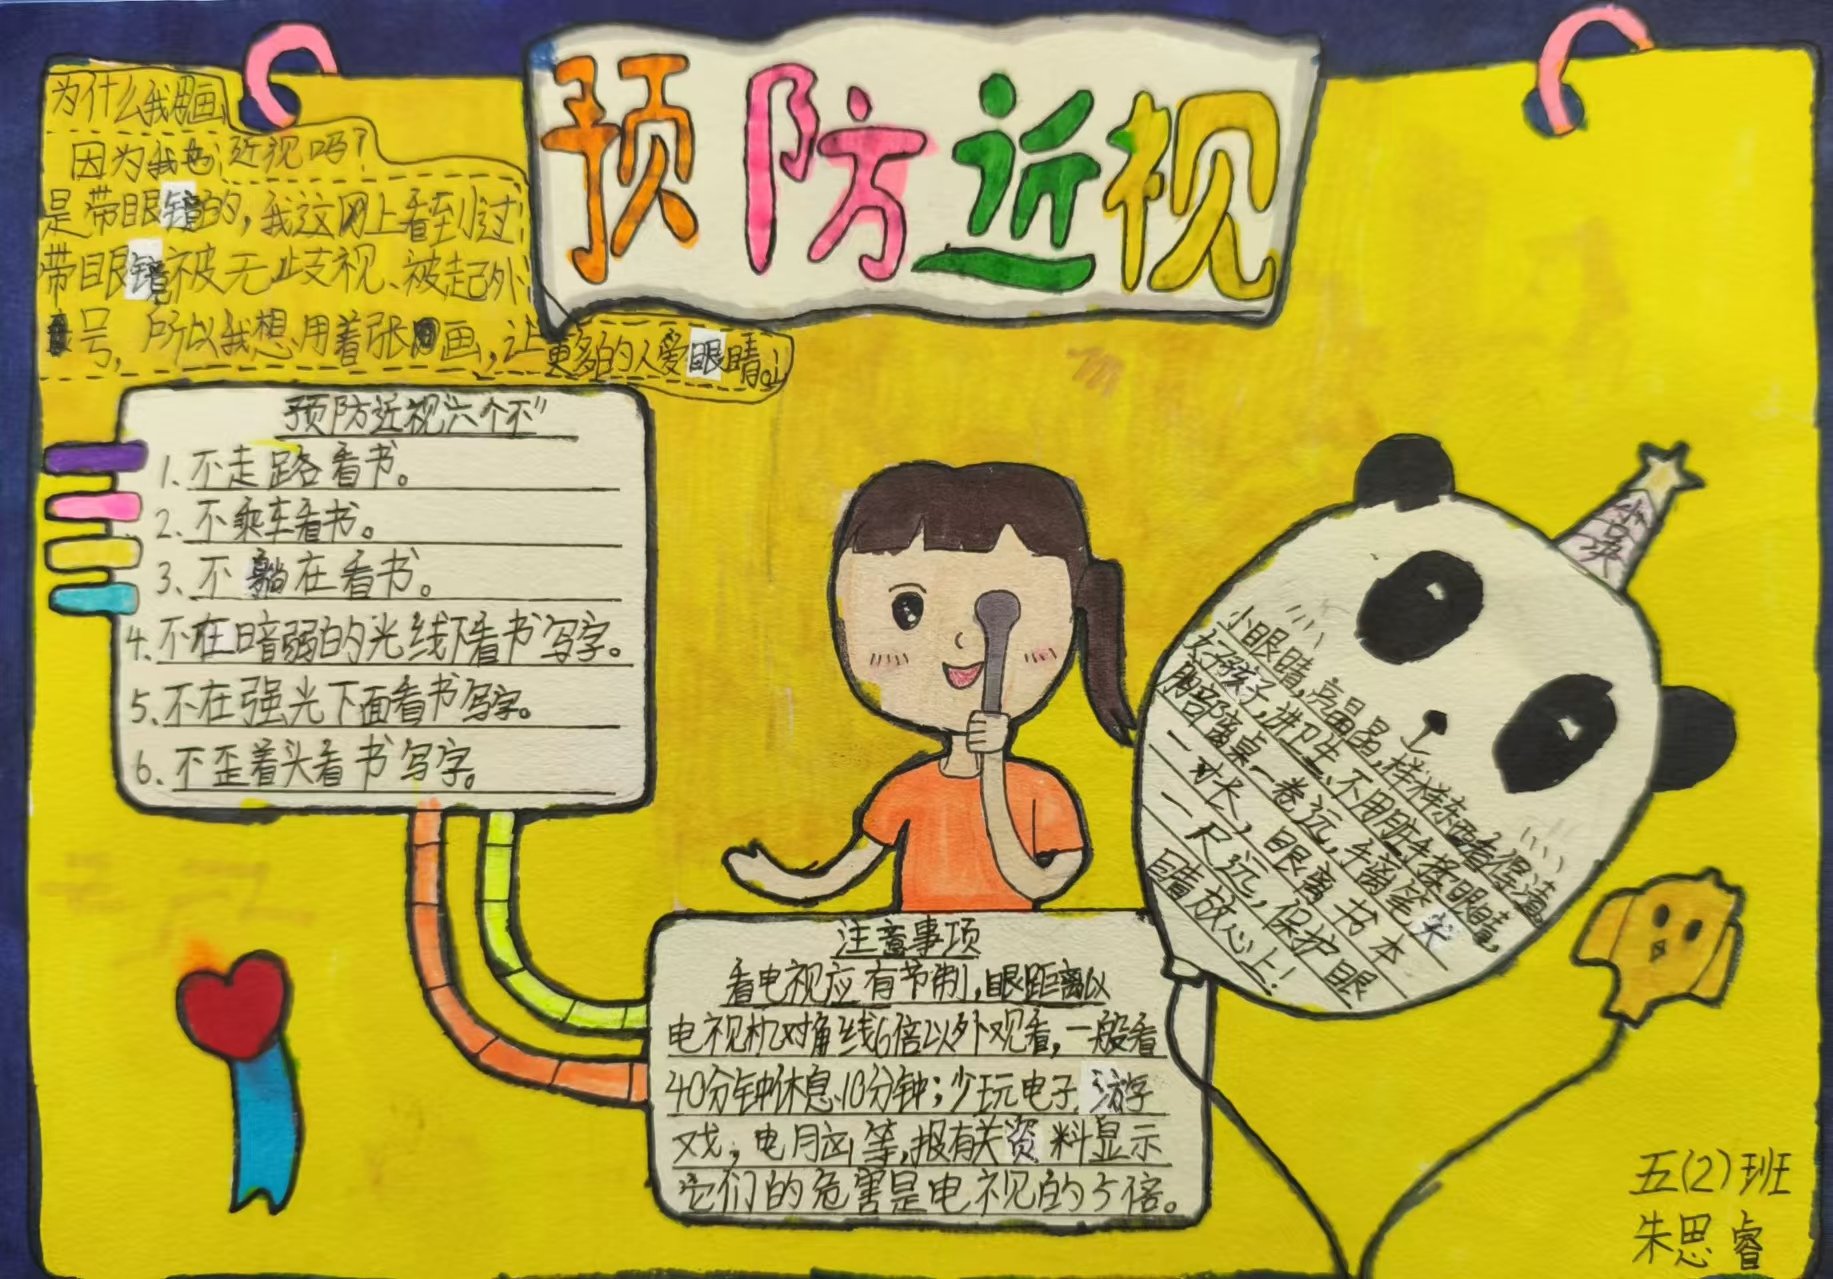 预防近视
为什么我用画
因为我也近视吗？
是带眼镜的，我这网上看到过
带眼镜被无此支视、被起外
号，所以我想用着张画，让更多的人爱眼睛。
预防近视六个不”
1、不走路看书。
2、不乘车看书。
3、不躺在看书。
4、不在暗弱的光线下看书写字。
5、不在强光下面看书写字。
6、不歪着头看书写字。
注意事项
看电视应有节制，眼距离以
电视机对角线6倍以外观看，一般看
40分钟休息10分钟；少玩电子游字
戏，电脑等，报有关资料显示
它们的危害是电视的5倍。
小眼睛，亮晶晶，样样东西看得清。
好孩子，讲卫生、不用脏手揉眼睛，
胸部离桌一卷远，手离笔尖
一寸长，眼离书本
一尺远，保护眼
睛放心上！
五(2)班
朱思睿